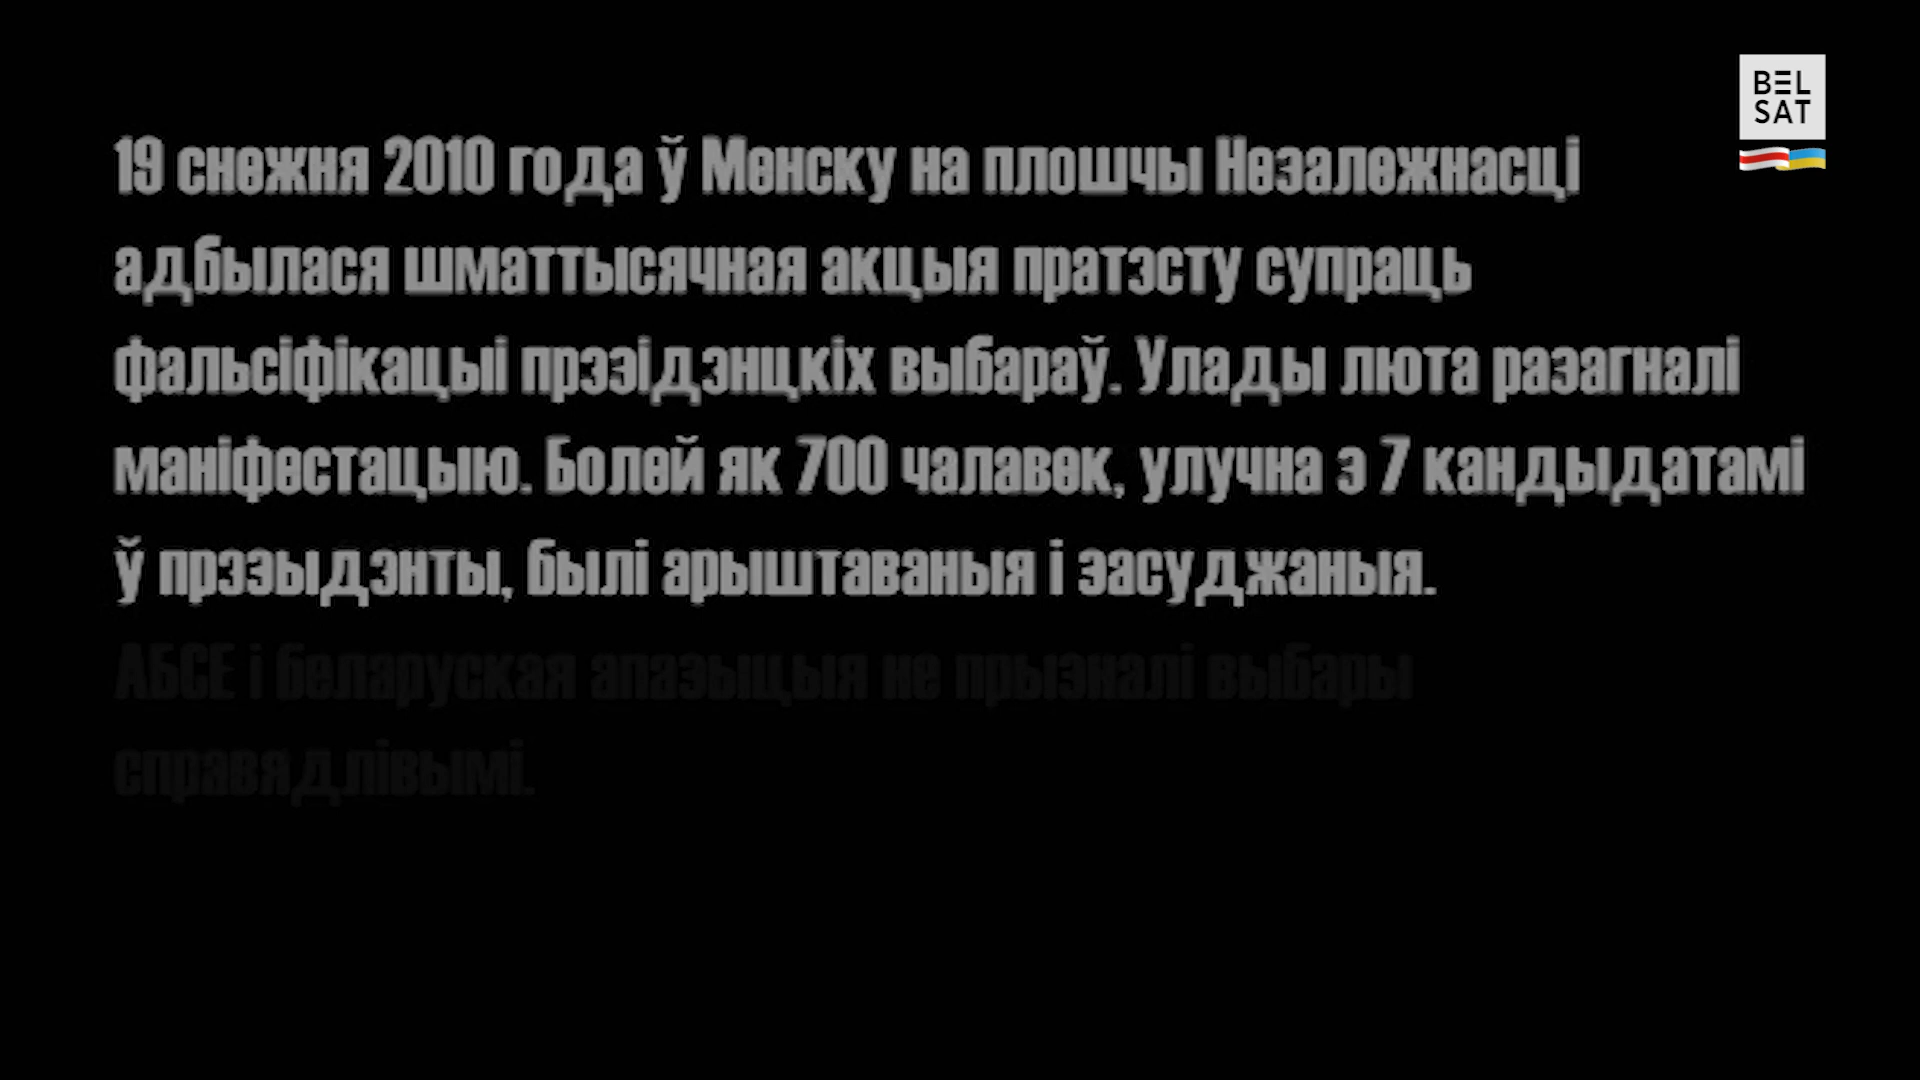 19 снежня 2010 года ў Менску на плошчы Незалежнасці
адбылася шматтысячная акцыя пратэсту супраць
фальсіфікацыі прэзідэнцкіх выбараў. Улады люта разагналі
маніфестацыю. Болей як 700 чалавек, улучна з 7 кандыдатамі
ў прэзыдэнты, былі арыштаваныя і засуджаныя.
АБСЕ і беларуская апазыцыя не прызналі выбары
справядлівымі.
BEL
SAT